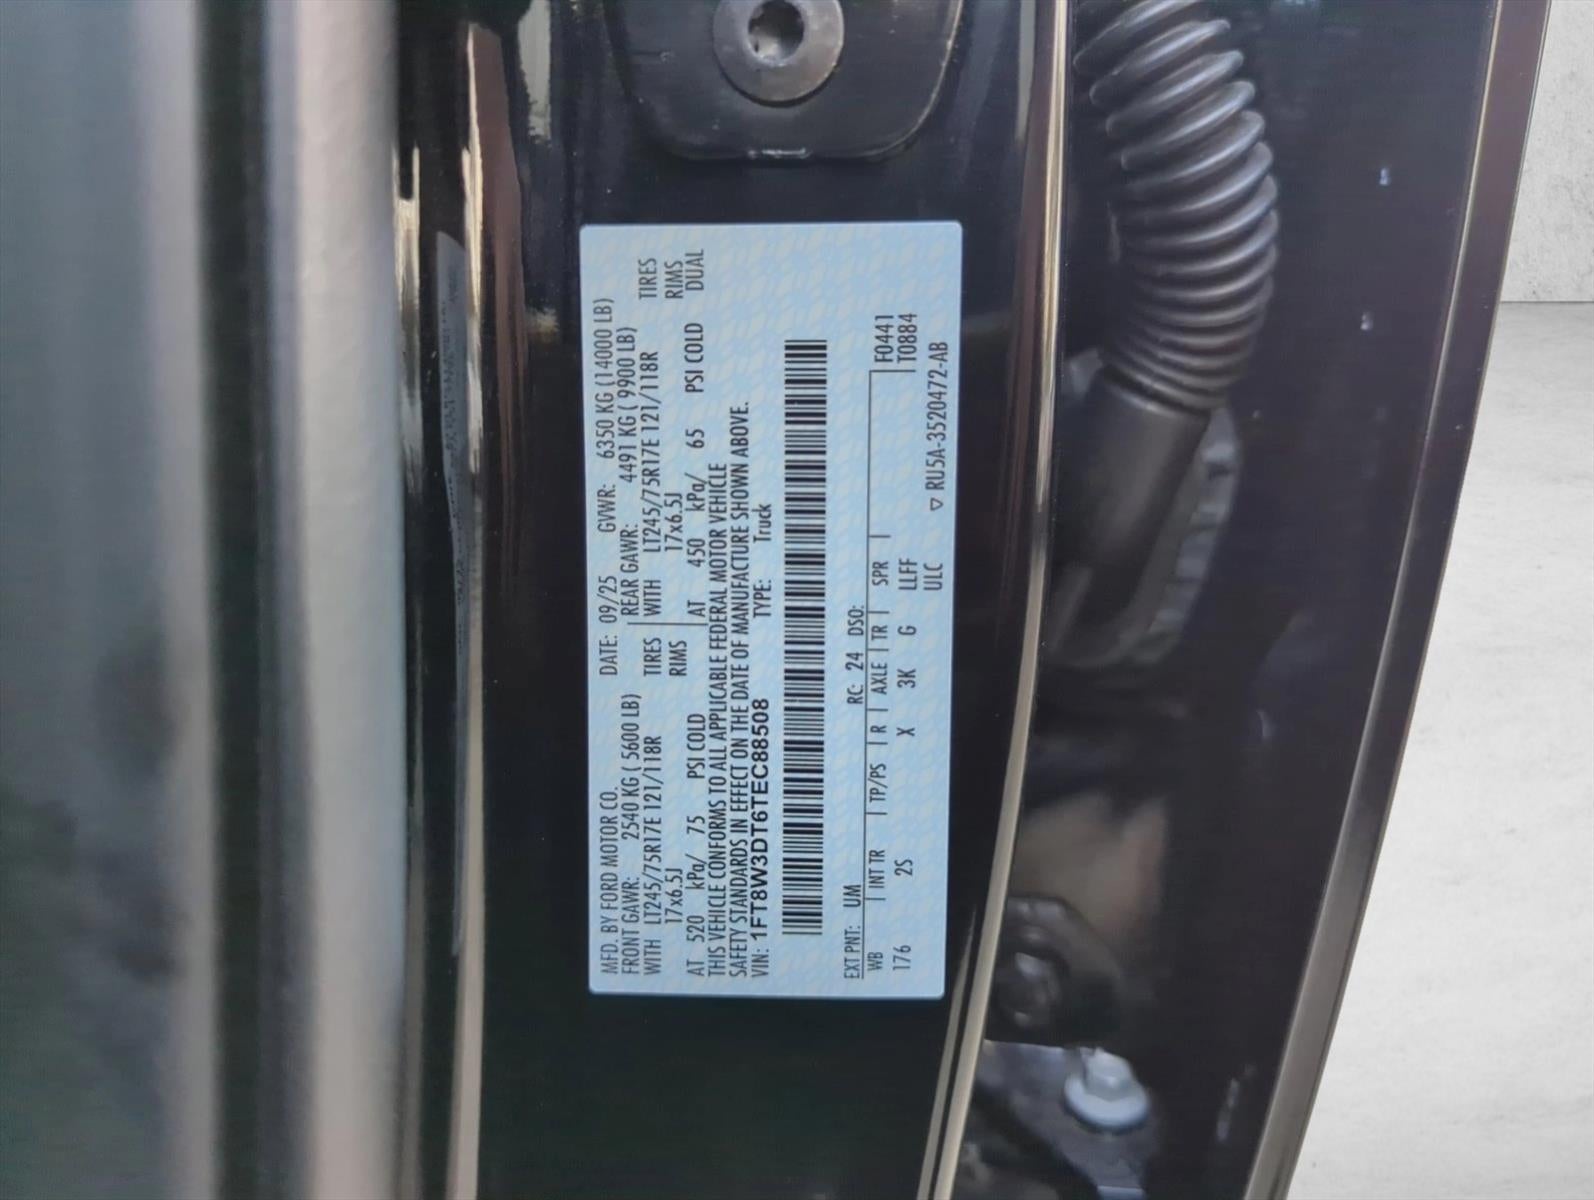 MFD. BY FORD MOTOR CO.
DATE: 09/25 GVWR: 6350 KG (14000 LB)
FRONT GAWR: 2540 KG ( 5600 LB) REAR GAWR: 4491 KG ( 9900 LB)
WITH LT245/75R17E 121/118R TIRES WITH LT245/75R17E 121/118R TIRES
17x6.5J RIMS 17x6.5J RIMS
AT 520 kPa/ 75 PSI COLD AT 450 kPa/ 65 PSI COLD DUAL
THIS VEHICLE CONFORMS TO ALL APPLICABLE FEDERAL MOTOR VEHICLE
SAFETY STANDARDS IN EFFECT ON THE DATE OF MANUFACTURE SHOWN ABOVE.
VIN: 1FT8W3DT6TEC88508 TYPE: Truck
EXT PNT: UM RC: 24 DSO: F0441
WB | INT TR | TP/PS | R | AXLE | TR | SPR | T0884
176 2S X 3K G LLFF
ULC ▽ RU5A-3520472-AB